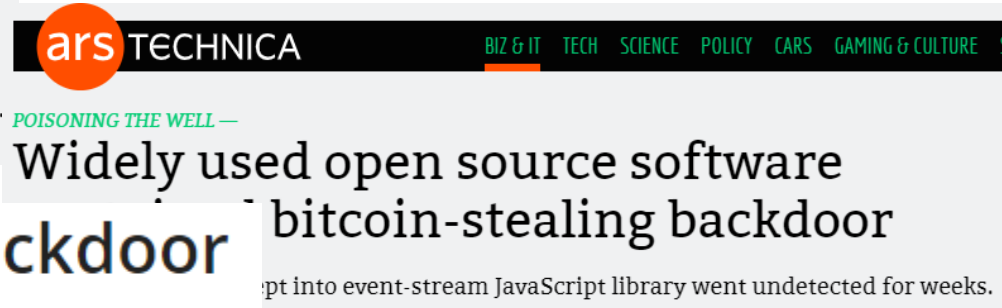 ars TECHNICA
BIZ & IT TECH SCIENCE POLICY CARS GAMING & CULTURE
POISONING THE WELL —
Widely used open source software
bitcoin-stealing backdoor
ckdoor
ept into event-stream JavaScript library went undetected for weeks.